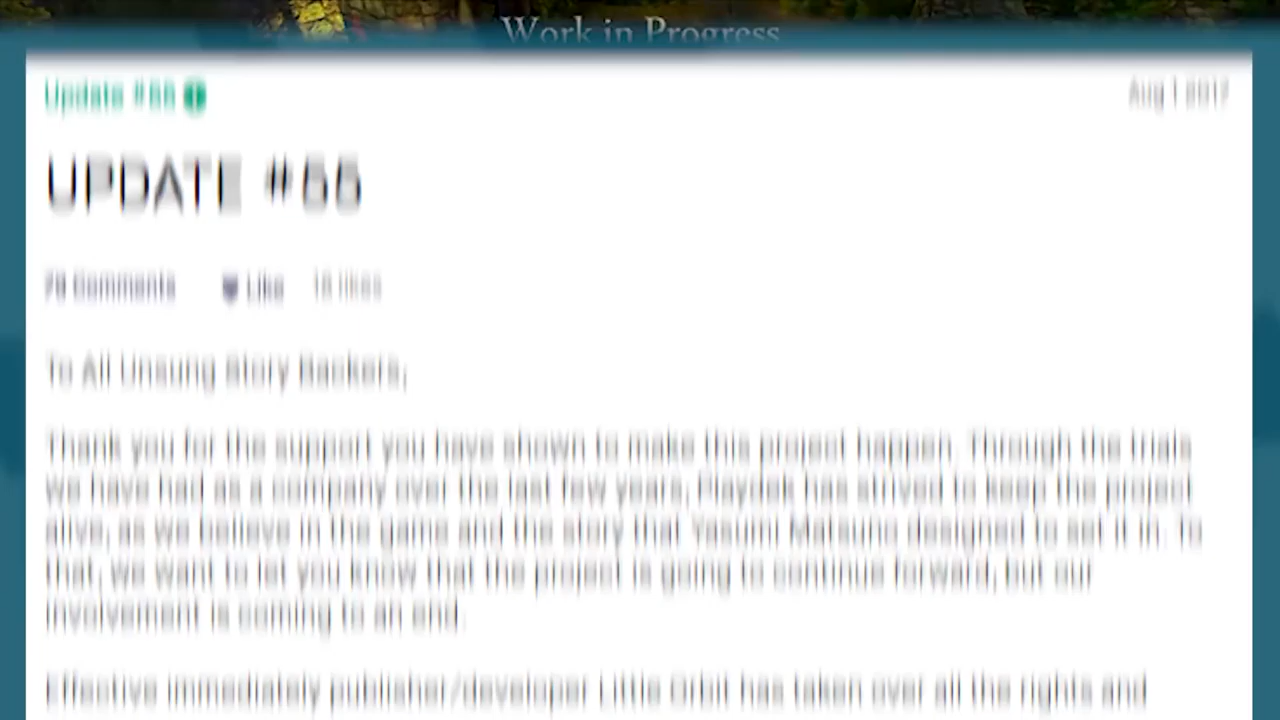 Work in Progress
Update
Aug 1 2017
UPDATE
Comments Like likes
To All Unsung Story Backers,
Thank you for the support you have shown to make this project happen. Through the trials
we have had as a company over the last few years, Playdek has strived to keep the project
alive, as we believe in the game and the story that Yasumi Matsuno designed to set it in. To
that, we want to let you know that the project is going to continue forward, but our
involvement is coming to an end.
Effective immediately publisher/developer Little Orbit has taken over all the rights and